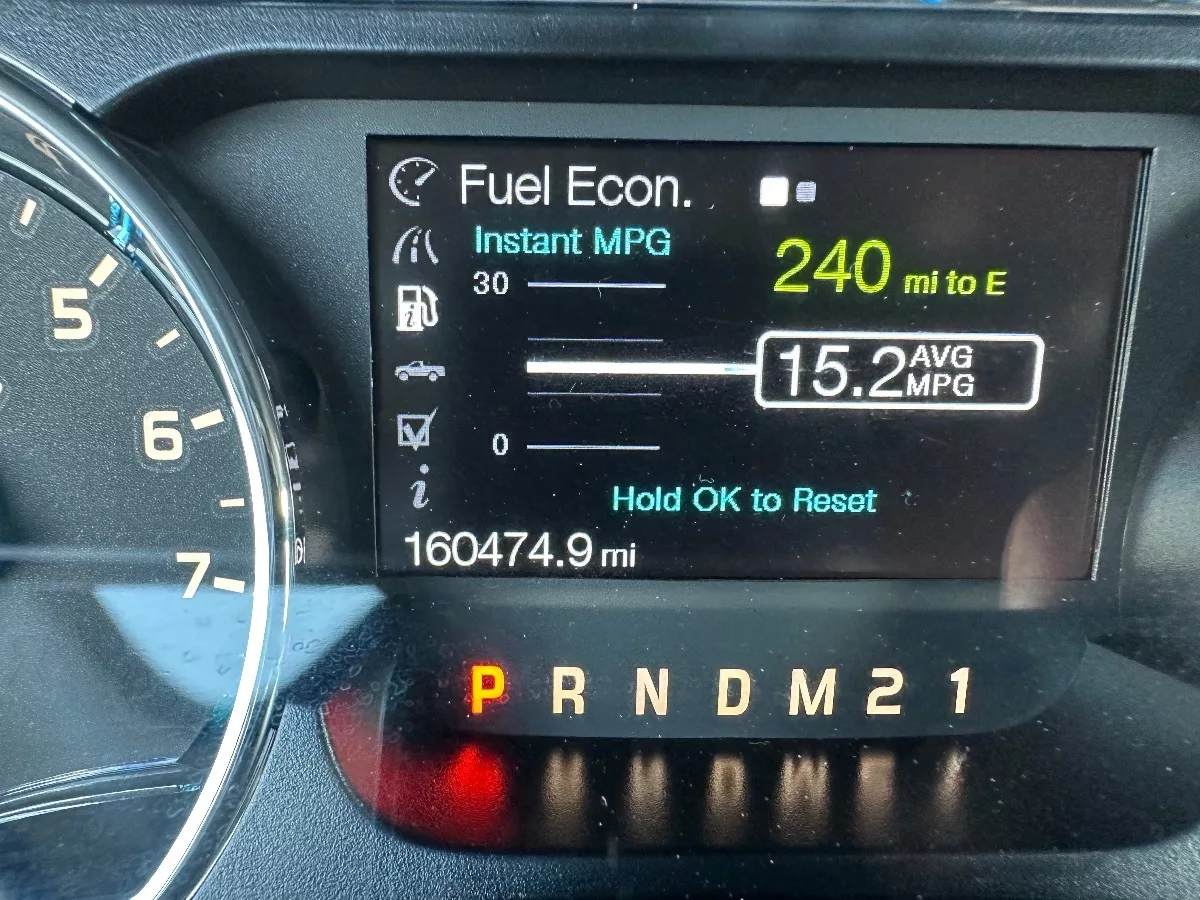 Fuel Econ.
Instant MPG
30
240 mi to E
15.2 AVG MPG
0
Hold OK to Reset
160474.9 mi
5
6
7
P R N D M 2 1